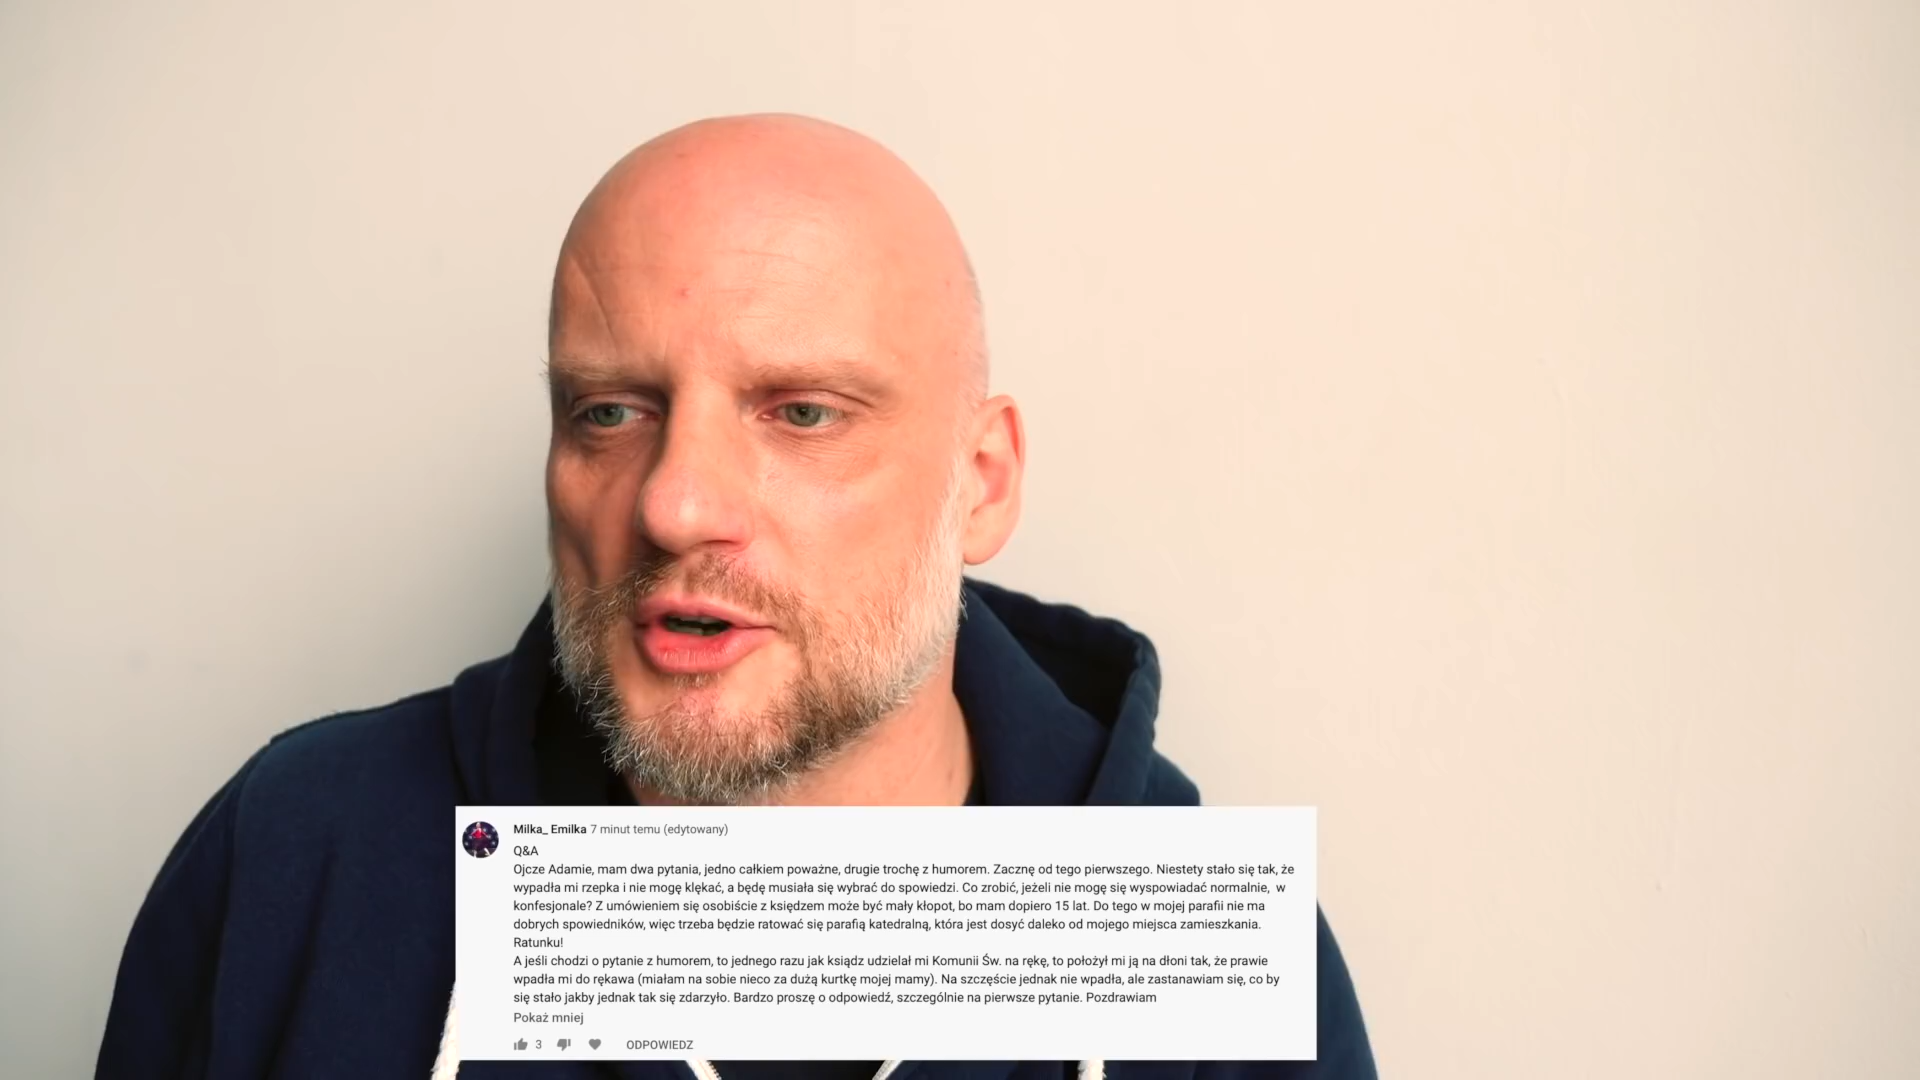 Milka_ Emilka 7 minut temu (edytowany)
Q&A
Ojcze Adamie, mam dwa pytania, jedno całkiem poważne, drugie trochę z humorem. Zacznę od tego pierwszego. Niestety stało się tak, że
wypadła mi rzepka i nie mogę klękać, a będę musiała się wybrać do spowiedzi. Co zrobić, jeżeli nie mogę się wyspowiadać normalnie, w
konfesjonale? Z umówieniem się osobiście z księdzem może być mały kłopot, bo mam dopiero 15 lat. Do tego w mojej parafii nie ma
dobrych spowiedników, więc trzeba będzie ratować się parafią katedralną, która jest dosyć daleko od mojego miejsca zamieszkania.
Ratunku!
A jeśli chodzi o pytanie z humorem, to jednego razu jak ksiądz udzielał mi Komunii Św. na rękę, to położył mi ją na dłoni tak, że prawie
wpadła mi do rękawa (miałam na sobie nieco za dużą kurtkę mojej mamy). Na szczęście jednak nie wpadła, ale zastanawiam się, co by
się stało jakby jednak tak się zdarzyło. Bardzo proszę o odpowiedź, szczególnie na pierwsze pytanie. Pozdrawiam
Pokaż mniej
3 ODPOWIEDZ